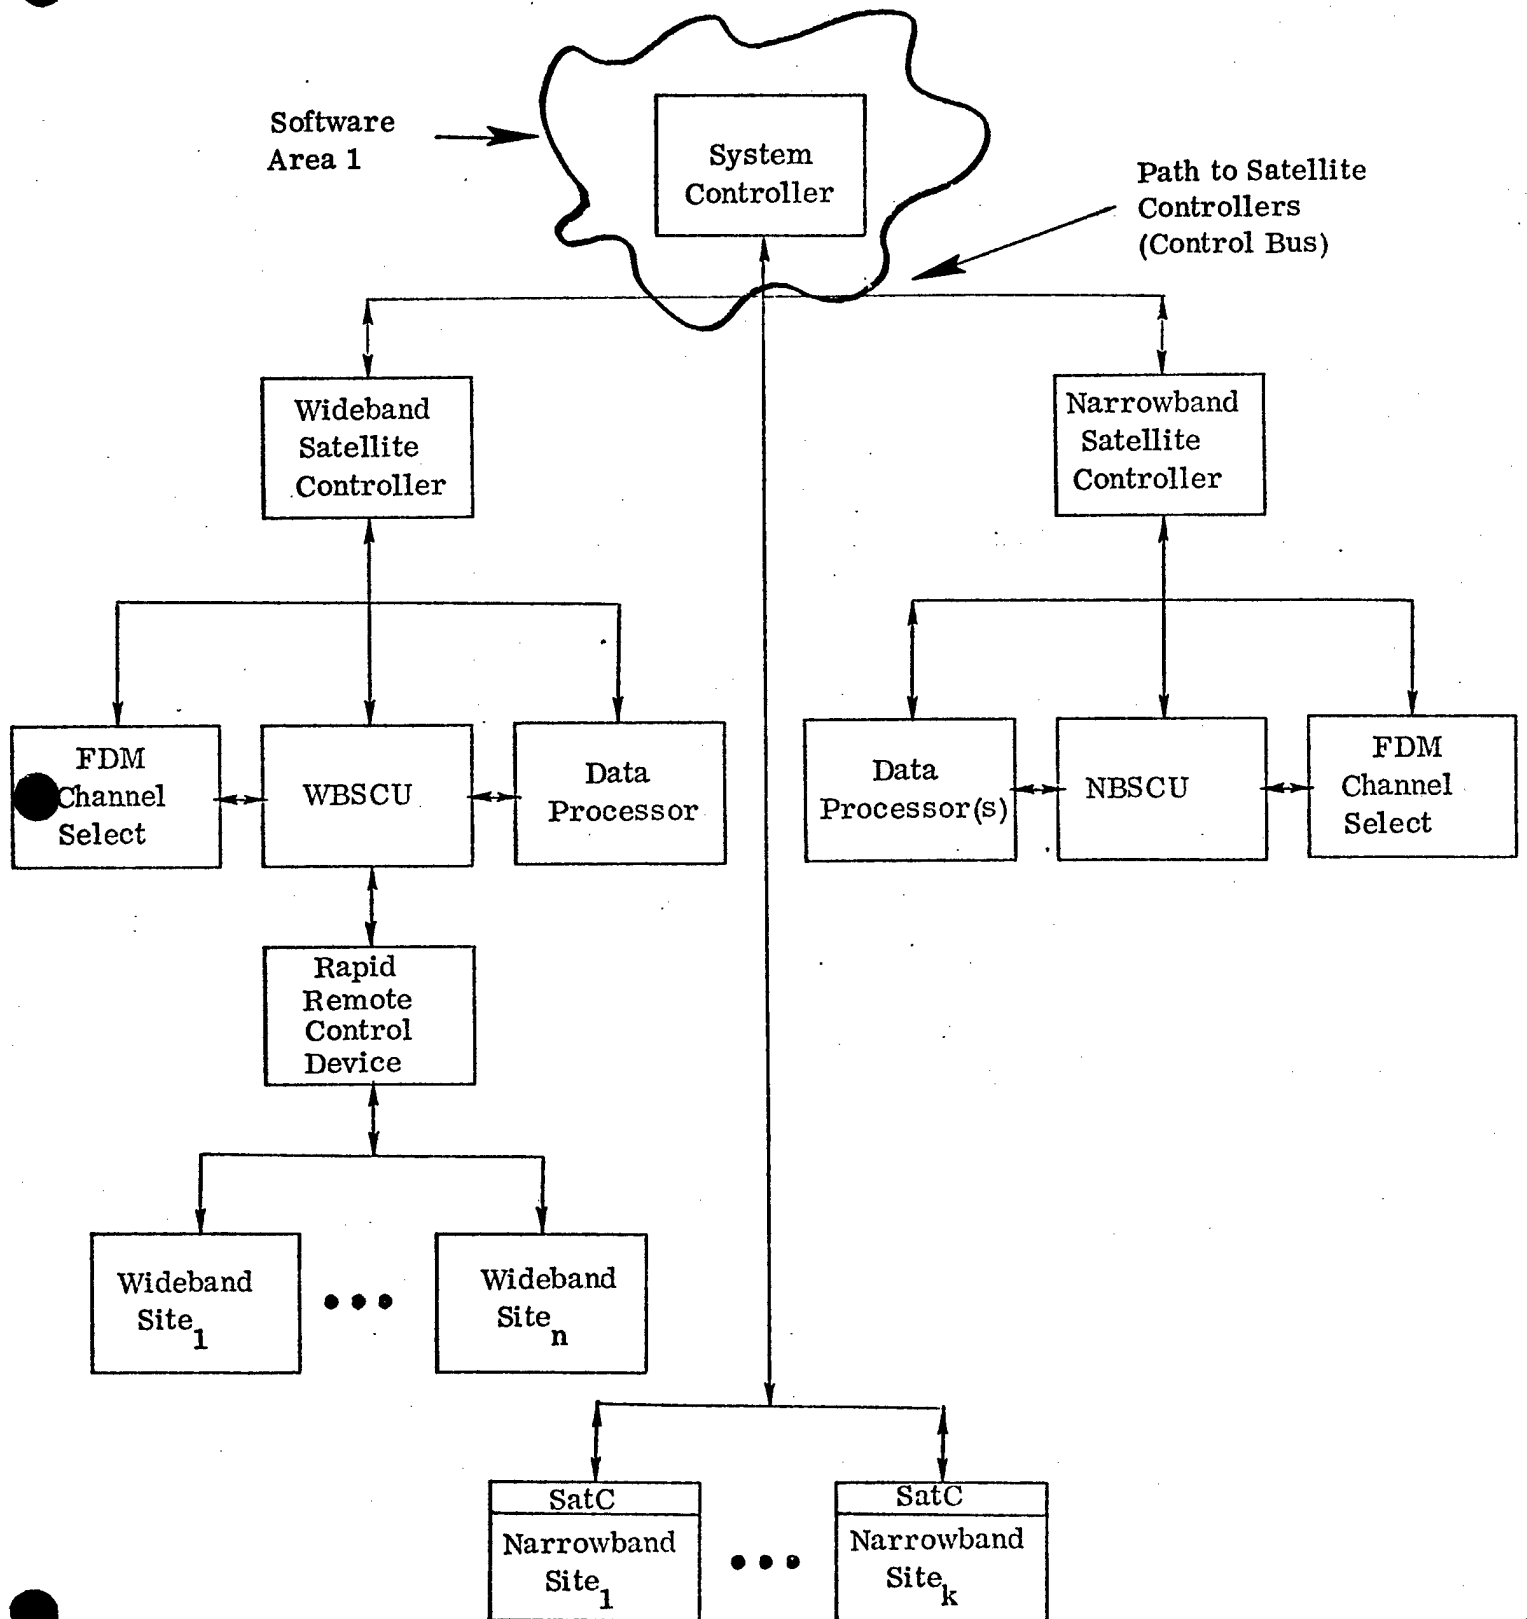 Software
Area 1
System
Controller
Path to Satellite
Controllers
(Control Bus)
Wideband
Satellite
Controller
Narrowband
Satellite
Controller
FDM
Channel
Select
WBSCU
Data
Processor
Data
Processor(s)
NBSCU
FDM
Channel
Select
Rapid
Remote
Control
Device
Wideband
Site1
•••
Wideband
Siten
SatC
Narrowband
Site1
•••
SatC
Narrowband
Sitek